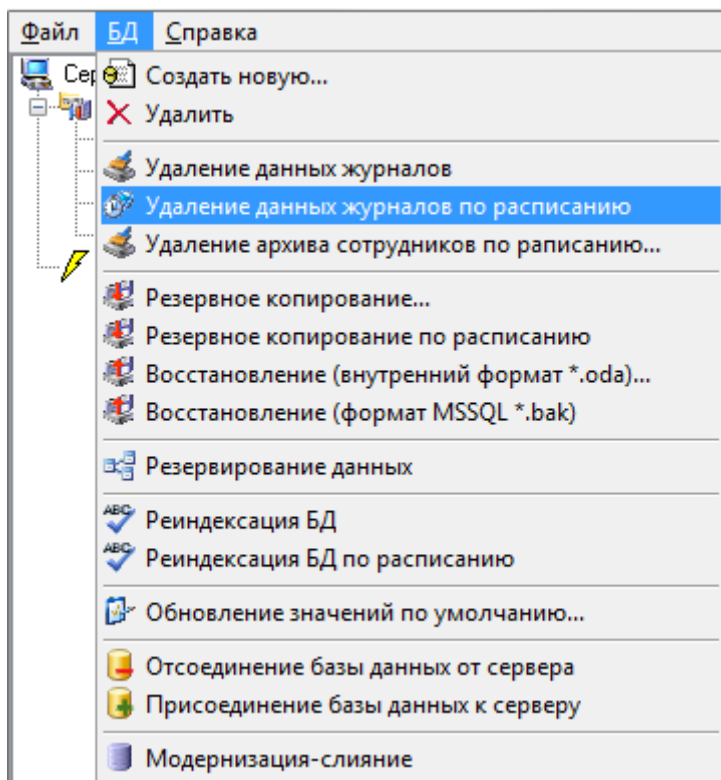 Файл БД Справка
Сер
Создать новую...
Удалить
Удаление данных журналов
Удаление данных журналов по расписанию
Удаление архива сотрудников по раписанию...
Резервное копирование...
Резервное копирование по расписанию
Восстановление (внутренний формат *.oda)...
Восстановление (формат MSSQL *.bak)
Резервирование данных
Реиндексация БД
Реиндексация БД по расписанию
Обновление значений по умолчанию...
Отсоединение базы данных от сервера
Присоединение базы данных к серверу
Модернизация-слияние